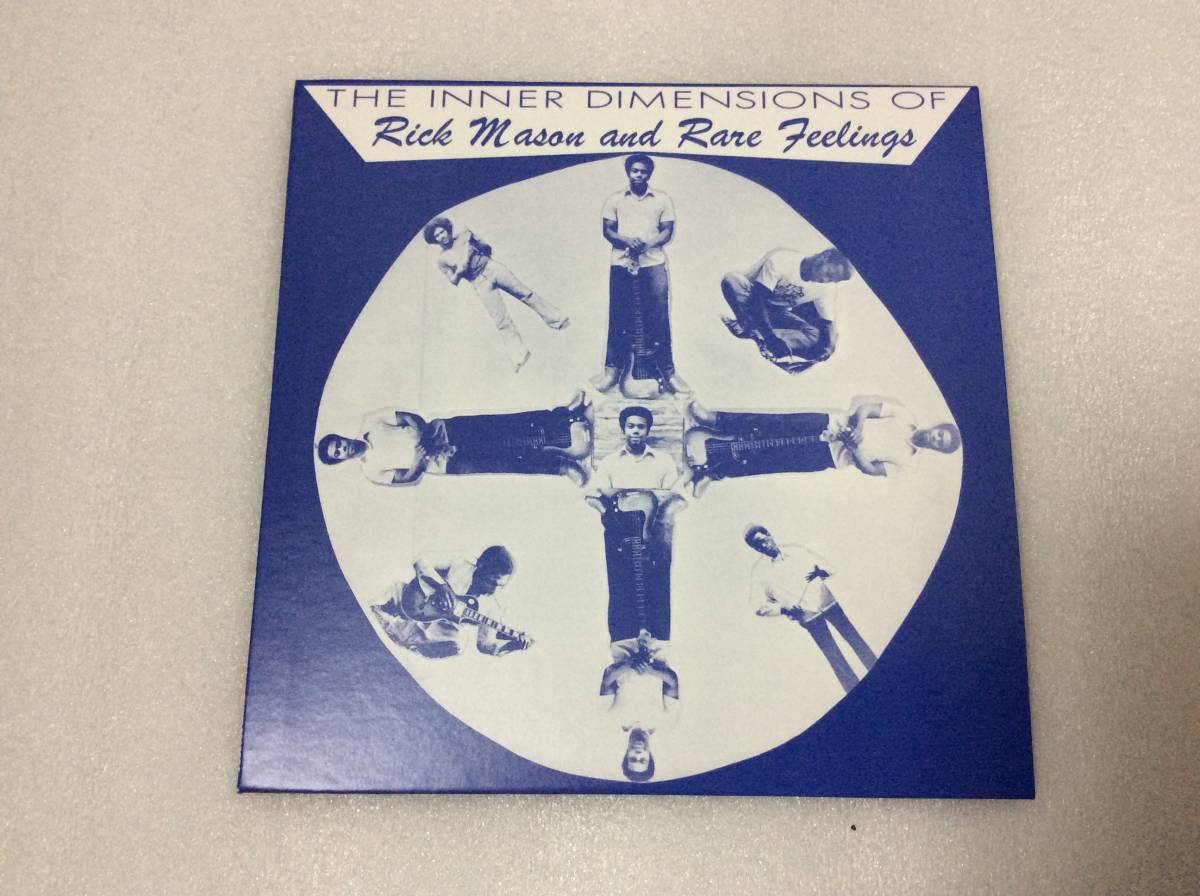 THE INNER DIMENSIONS OF
Rick Mason and Rare Feelings